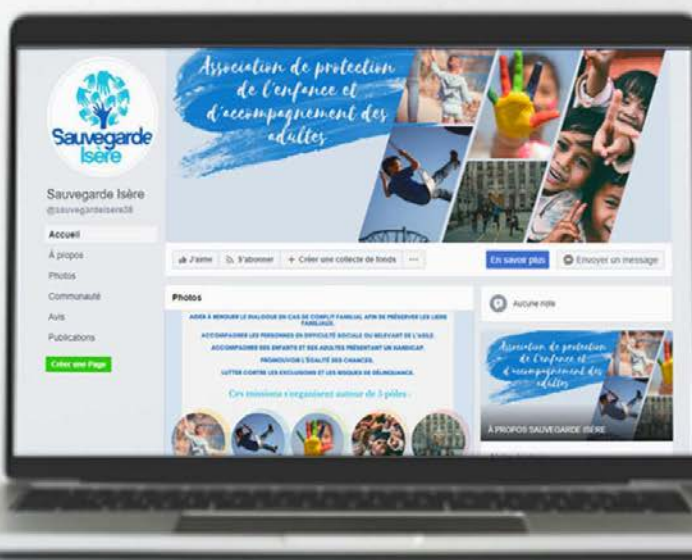 Sauvegarde
Isère
Sauvegarde Isère
@sauvegardeisere38
Accueil
À propos
Photos
Communauté
Avis
Publications
Créer une Page
Association de protection
de l'enfance et
d'accompagnement des
adultes
J'aime
S'abonner
+ Créer une collecte de fonds
...
En savoir plus
Envoyer un message
Photos
AIDER À RENOUER LE DIALOGUE EN CAS DE CONFLIT FAMILIAL AFIN DE PRÉSERVER LES LIENS
FAMILIAUX.
ACCOMPAGNER LES PERSONNES EN DIFFICULTÉ SOCIALE OU RELEVANT DE L'ASILE.
ACCOMPAGNER DES ENFANTS ET DES ADULTES PRÉSENTANT UN HANDICAP.
PROMOUVOIR L'ÉGALITÉ DES CHANCES.
LUTTER CONTRE LES EXCLUSIONS ET LES RISQUES DE DÉLINQUANCE.
Ces missions s'organisent autour de 3 pôles :
Aucune note
Association de protection
de l'enfance et
d'accompagnement des
adultes
À PROPOS SAUVEGARDE ISÈRE